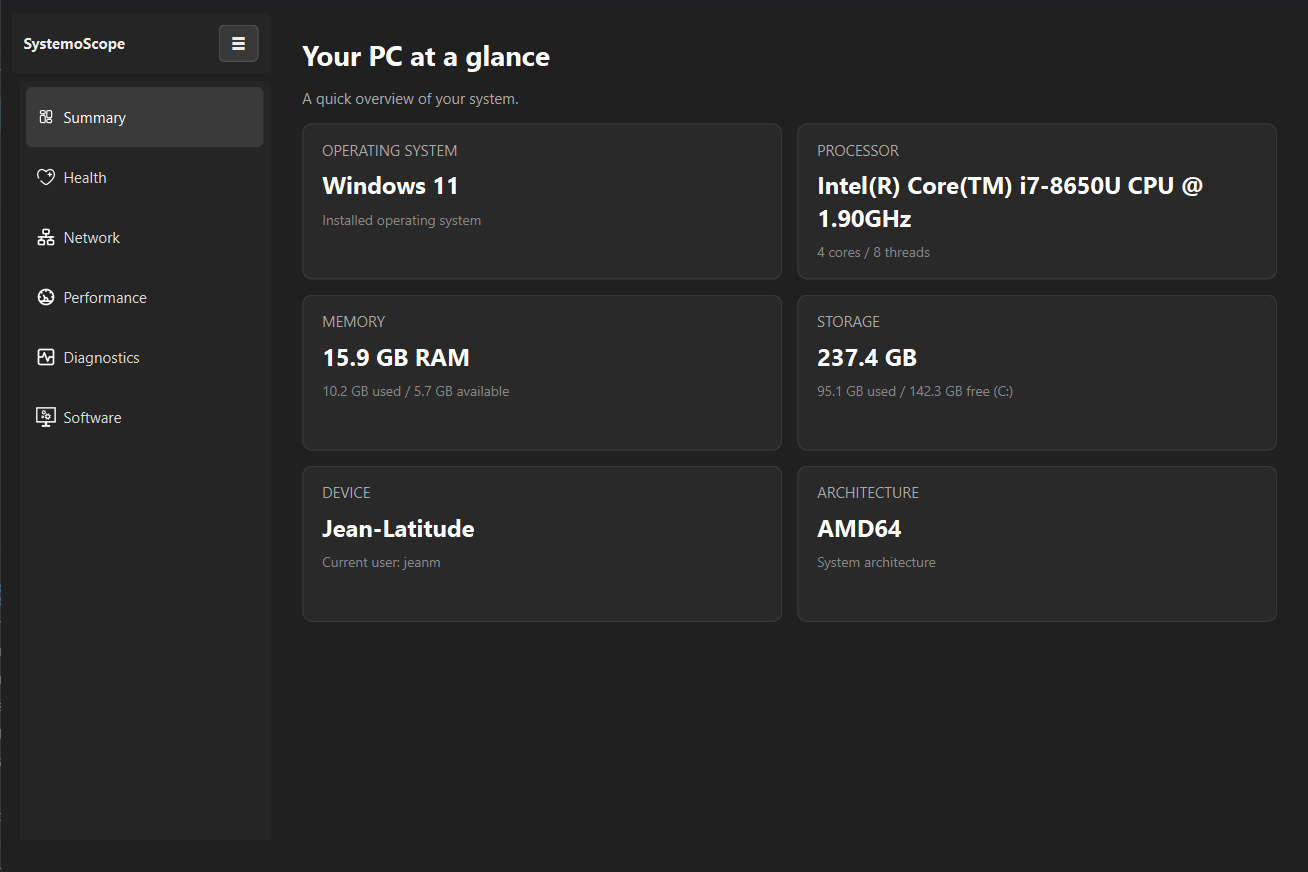 SystemoScope
Summary
Health
Network
Performance
Diagnostics
Software
Your PC at a glance
A quick overview of your system.
OPERATING SYSTEM
Windows 11
Installed operating system
PROCESSOR
Intel(R) Core(TM) i7-8650U CPU @
1.90GHz
4 cores / 8 threads
MEMORY
15.9 GB RAM
10.2 GB used / 5.7 GB available
STORAGE
237.4 GB
95.1 GB used / 142.3 GB free (C:)
DEVICE
Jean-Latitude
Current user: jeanm
ARCHITECTURE
AMD64
System architecture